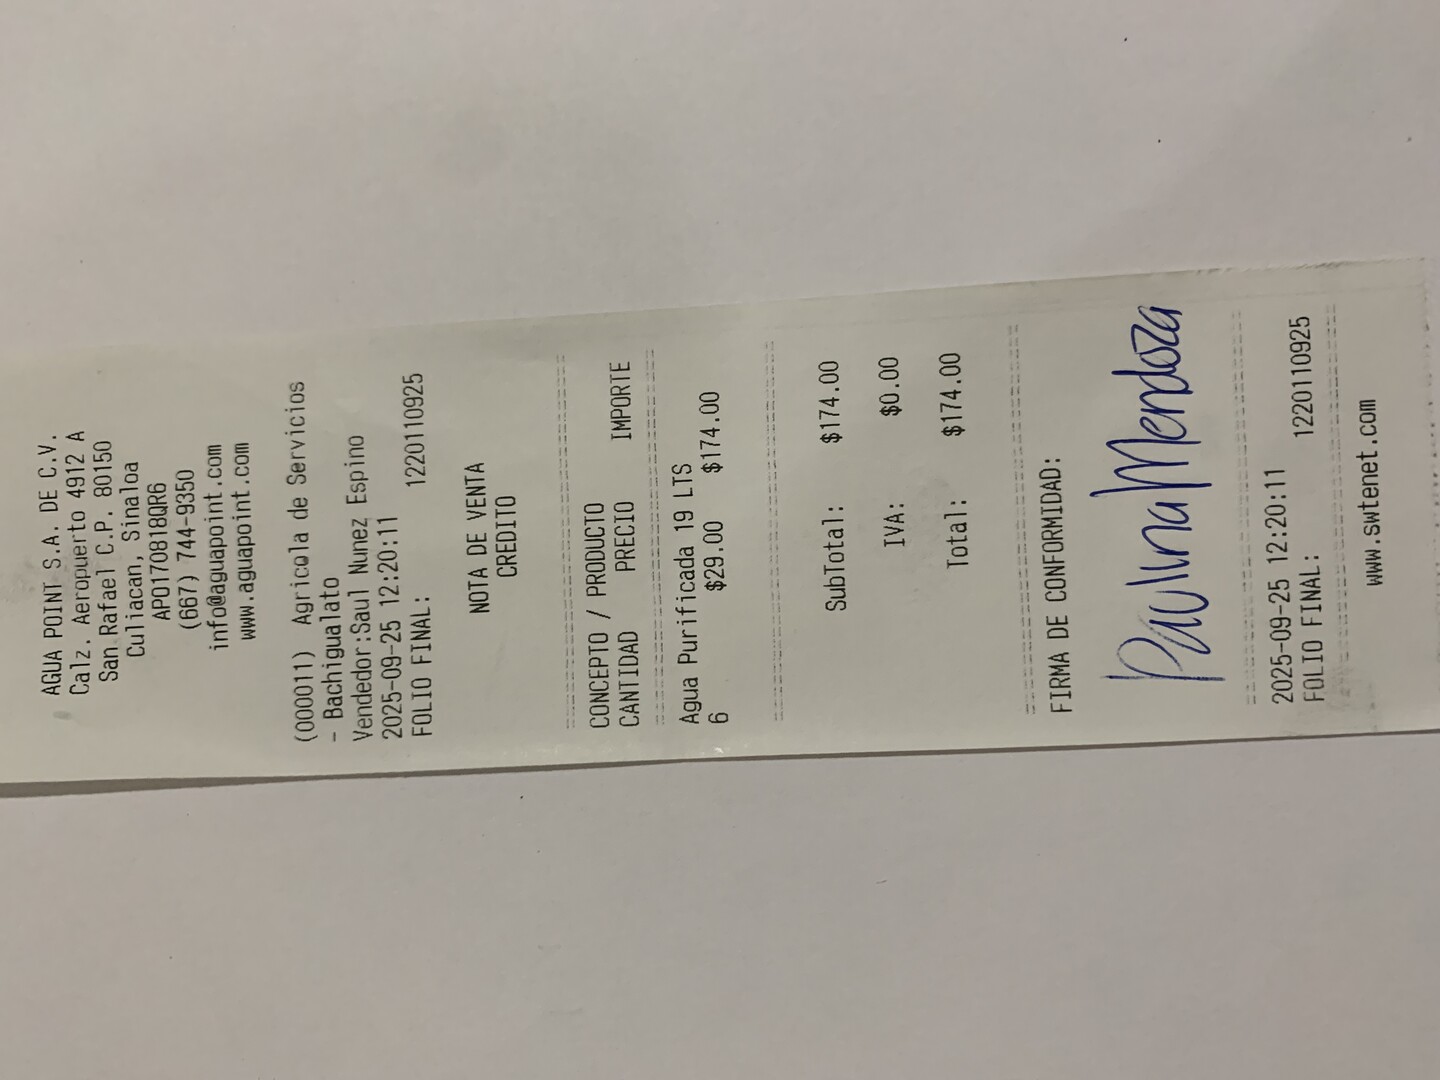 AGUA POINT S.A. DE C.V.
Calz. Aeropuerto 4912 A
San Rafael C.P. 80150
Culiacan, Sinaloa
APO170818QR6
(667) 744-9350
info@aguapoint.com
www.aguapoint.com
(000011) Agricola de Servicios
- Bachigualato
Vendedor:Saul Nunez Espino
2025-09-25 12:20:11
FOLIO FINAL: 1220110925
NOTA DE VENTA
CREDITO
CONCEPTO / PRODUCTO
CANTIDAD PRECIO IMPORTE
Agua Purificada 19 LTS
6 $29.00 $174.00
SubTotal: $174.00
IVA: $0.00
Total: $174.00
FIRMA DE CONFORMIDAD:
Paulina Mendoza
2025-09-25 12:20:11
FOLIO FINAL: 1220110925
www.swtenet.com